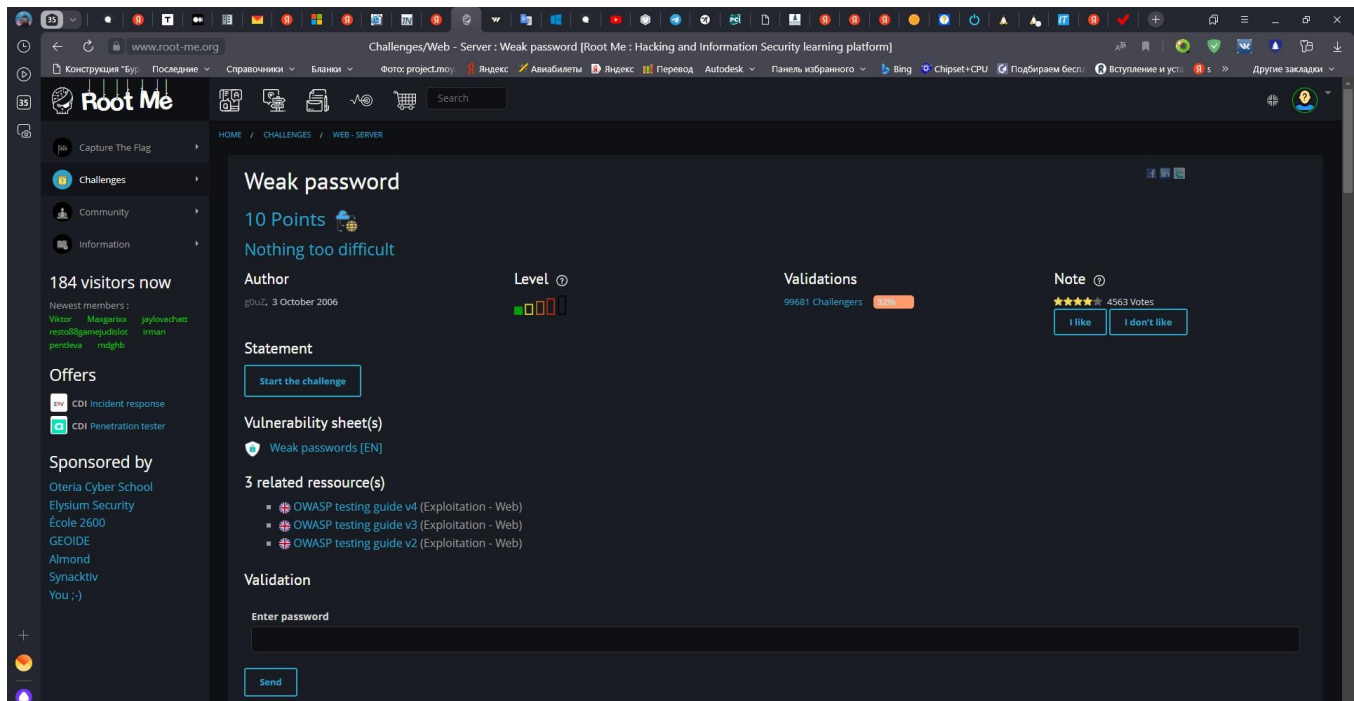 35
www.root-me.org
Challenges/Web - Server : Weak password [Root Me : Hacking and Information Security learning platform]
Конструкция "Бур Последние Справочники Бланки Фото: project.moy Яндекс Авиабилеты Яндекс Перевод Autodesk Панель избранного Bing Chipset+CPU Подбираем беспл Вступление и уста s » Другие закладки
35
Root Me
Search
HOME / CHALLENGES / WEB - SERVER
Capture The Flag
Challenges
Community
Information
184 visitors now
Newest members :
Viktor Maxgarixx jaylovachatt
resto88gamejudislot irman
pentleva mdghb
Offers
CDI Incident response
CDI Penetration tester
Sponsored by
Oteria Cyber School
Elysium Security
École 2600
GEOIDE
Almond
Synacktiv
You ;-)
Weak password
10 Points
Nothing too difficult
Author
g0uZ, 3 October 2006
Level
Validations
99681 Challengers 32%
Note
4563 Votes
I like I don't like
Statement
Start the challenge
Vulnerability sheet(s)
Weak passwords [EN]
3 related ressource(s)
OWASP testing guide v4 (Exploitation - Web)
OWASP testing guide v3 (Exploitation - Web)
OWASP testing guide v2 (Exploitation - Web)
Validation
Enter password
Send